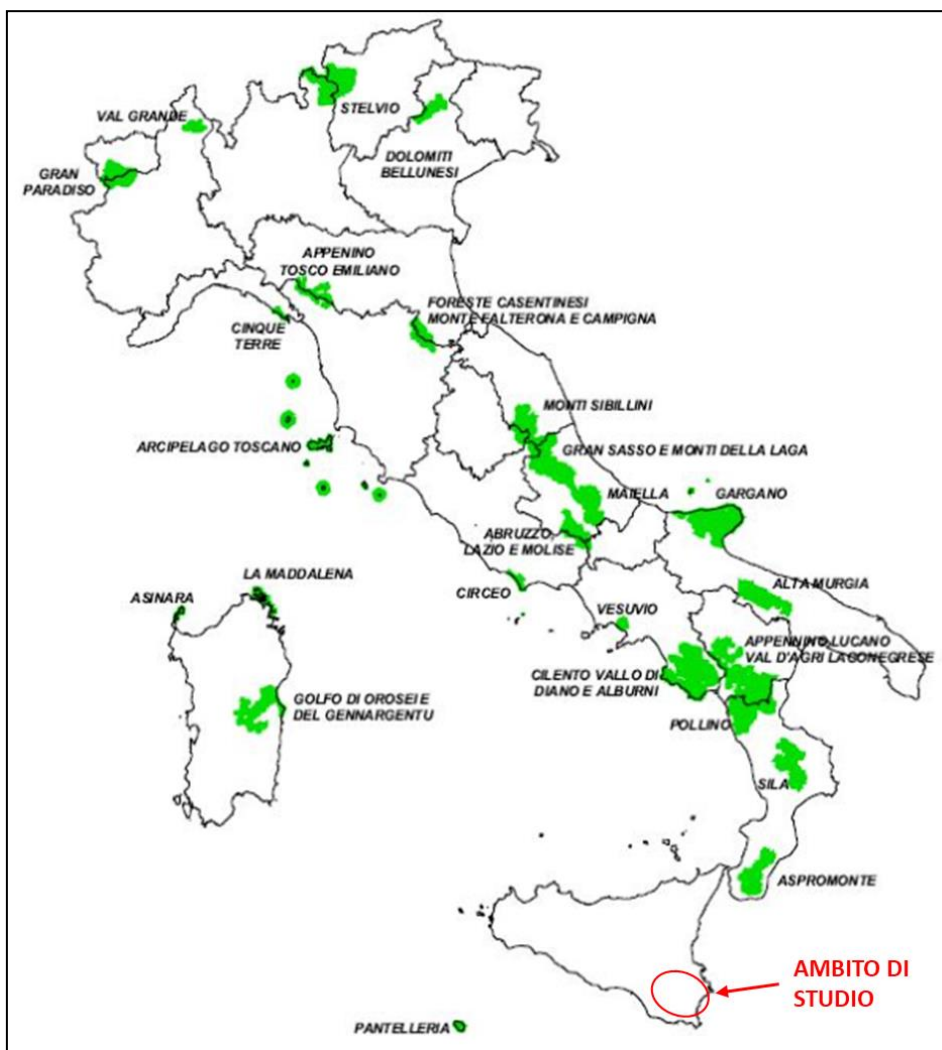 STELVIO
VAL GRANDE
DOLOMITI
BELLUNESI
GRAN
PARADISO
APPENINO
TOSCO EMILIANO
FORESTE CASENTINESI
MONTE FALTERONA E CAMPIGNA
CINQUE
TERRE
MONTI SIBILLINI
ARCIPELAGO TOSCANO
GRAN SASSO E MONTI DELLA LAGA
MAIELLA
GARGANO
ABRUZZO,
LAZIO E MOLISE
LA MADDALENA
ASINARA
CIRCEO
ALTA MURGIA
VESUVIO
APPENNINO LUCANO
VAL D'AGRI LAGONEGRESE
CILENTO VALLO DI
DIANO E ALBURNI
GOLFO DI OROSEI E
DEL GENNARGENTU
POLLINO
SILA
ASPROMONTE
AMBITO DI
STUDIO
PANTELLERIA